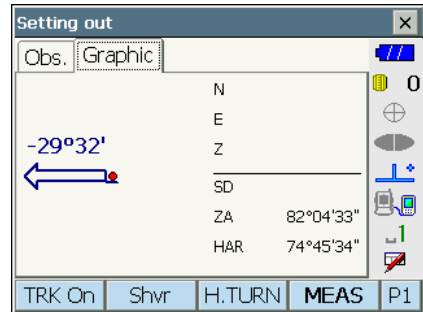 Setting out
Obs. Graphic
0
N
E
-29°32'
Z
SD
ZA 82°04'33"
HAR 74°45'34"
1
TRK On Shvr H.TURN MEAS P1